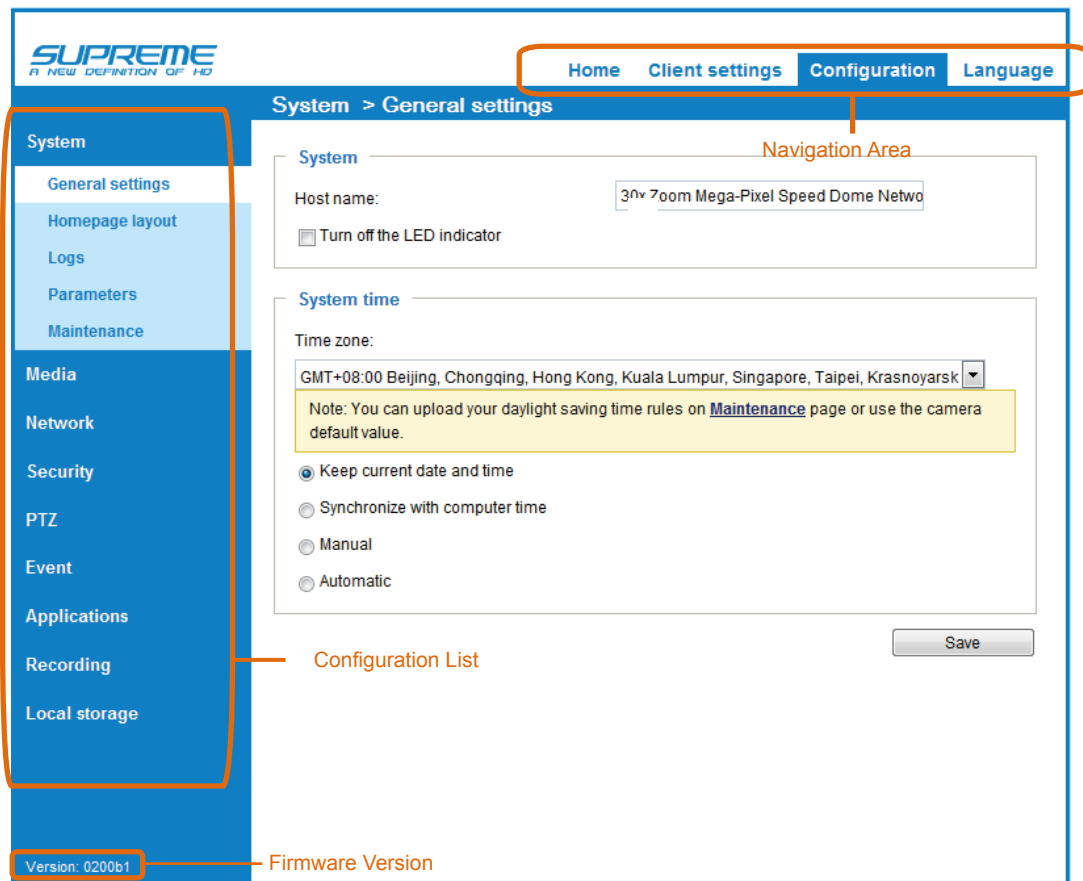 SUPREME
A NEW DEFINITION OF HD
Home Client settings Configuration Language
System > General settings
Navigation Area
System
General settings
Homepage layout
Logs
Parameters
Maintenance
Media
Network
Security
PTZ
Event
Applications
Recording
Local storage
Version: 0200b1
System
Host name: 30x Zoom Mega-Pixel Speed Dome Netwo
Turn off the LED indicator
System time
Time zone:
GMT+08:00 Beijing, Chongqing, Hong Kong, Kuala Lumpur, Singapore, Taipei, Krasnoyarsk
Note: You can upload your daylight saving time rules on Maintenance page or use the camera
default value.
Keep current date and time
Synchronize with computer time
Manual
Automatic
Save
Configuration List
Firmware Version